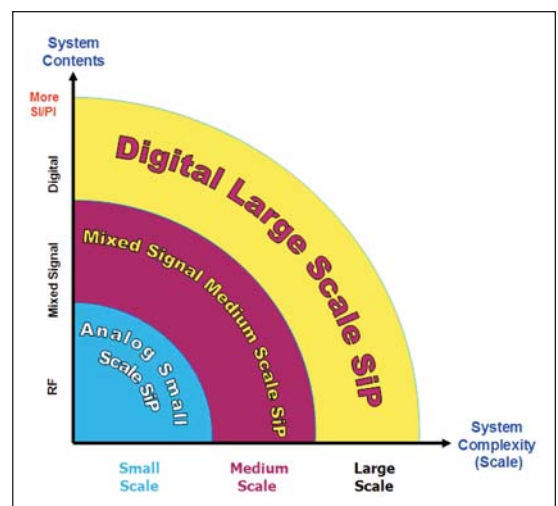 System
Contents
More
SI/PI
Digital
Mixed Signal
RF
Digital Large Scale SiP
Mixed Signal Medium Scale SiP
Analog Small
Scale SiP
System
Complexity
(Scale)
Small
Scale
Medium
Scale
Large
Scale